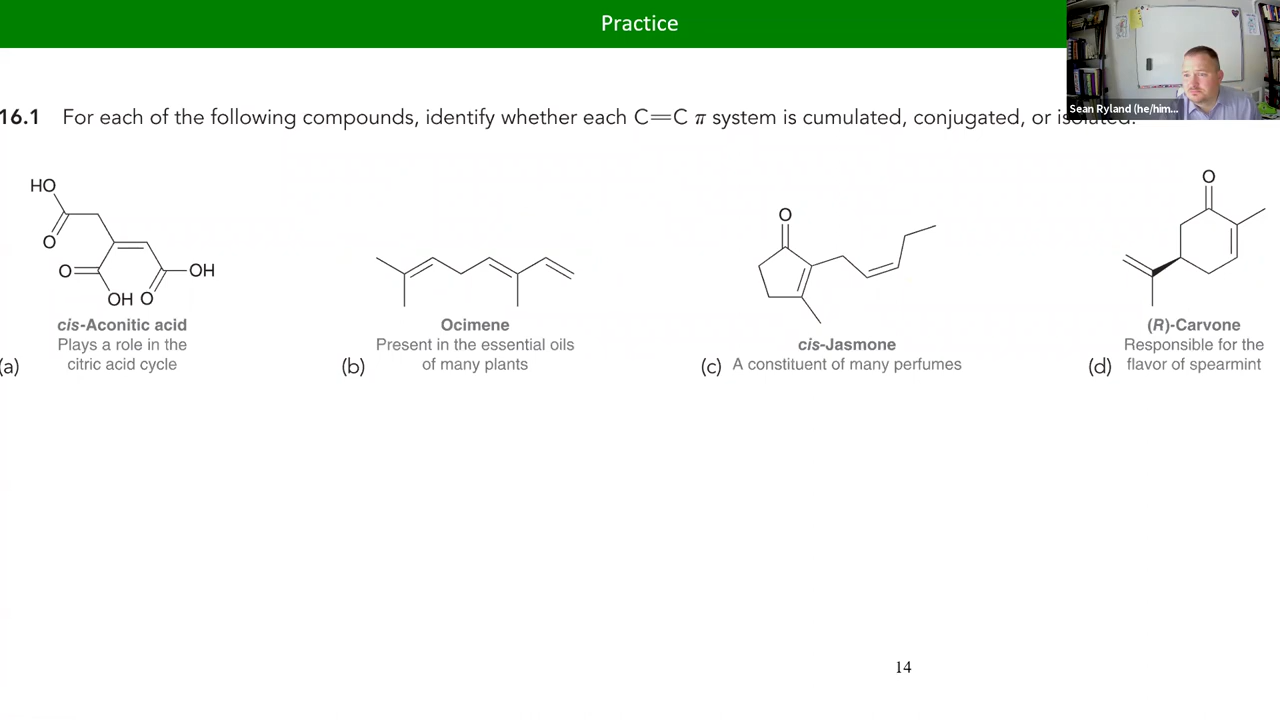 Practice
Sean Ryland (he/him...
16.1 For each of the following compounds, identify whether each C=C π system is cumulated, conjugated, or isolated.
HO
O
O
OH
OH O
cis-Aconitic acid
Plays a role in the
citric acid cycle
(a)
Ocimene
Present in the essential oils
of many plants
(b)
O
cis-Jasmone
A constituent of many perfumes
(c)
O
(R)-Carvone
Responsible for the
flavor of spearmint
(d)
14